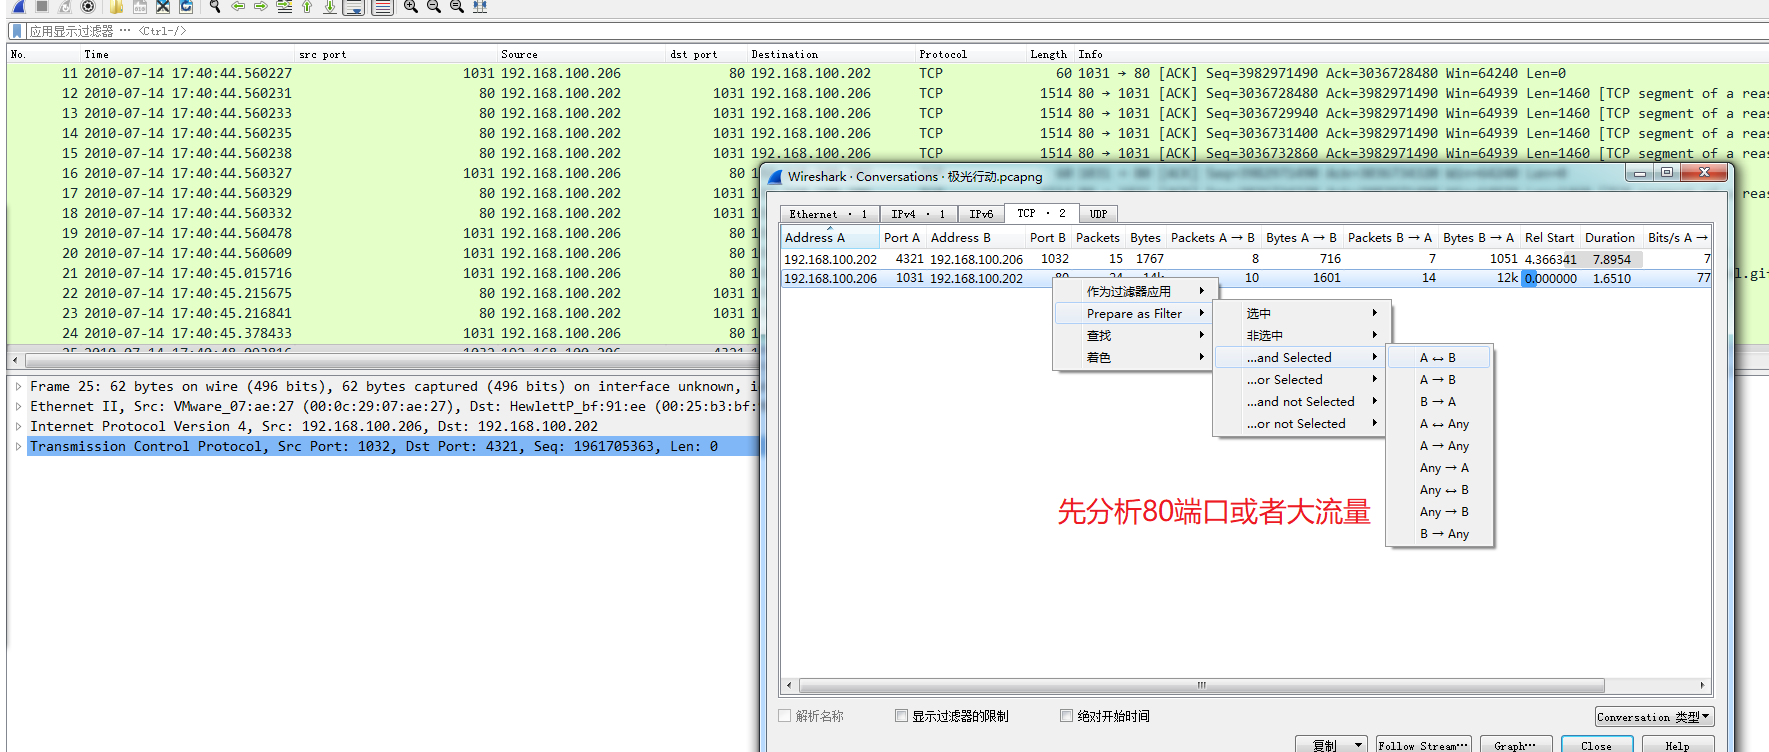 应用显示过滤器 … <Ctrl-/>
No. Time src port Source dst port Destination Protocol Length Info
11 2010-07-14 17:40:44.560227 1031 192.168.100.206 80 192.168.100.202 TCP 60 1031 → 80 [ACK] Seq=3982971490 Ack=3036728480 Win=64240 Len=0
12 2010-07-14 17:40:44.560231 80 192.168.100.202 1031 192.168.100.206 TCP 1514 80 → 1031 [ACK] Seq=3036728480 Ack=3982971490 Win=64939 Len=1460 [TCP segment of a reas
13 2010-07-14 17:40:44.560233 80 192.168.100.202 1031 192.168.100.206 TCP 1514 80 → 1031 [ACK] Seq=3036729940 Ack=3982971490 Win=64939 Len=1460 [TCP segment of a reas
14 2010-07-14 17:40:44.560235 80 192.168.100.202 1031 192.168.100.206 TCP 1514 80 → 1031 [ACK] Seq=3036731400 Ack=3982971490 Win=64939 Len=1460 [TCP segment of a reas
15 2010-07-14 17:40:44.560238 80 192.168.100.202 1031 192.168.100.206 TCP 1514 80 → 1031 [ACK] Seq=3036732860 Ack=3982971490 Win=64939 Len=1460 [TCP segment of a reas
16 2010-07-14 17:40:44.560327 1031 192.168.100.206 80 1
17 2010-07-14 17:40:44.560329 80 192.168.100.202 1031 1 reas
18 2010-07-14 17:40:44.560332 80 192.168.100.202 1031 1 reas
19 2010-07-14 17:40:44.560478 1031 192.168.100.206 80 1
20 2010-07-14 17:40:44.560609 1031 192.168.100.206 80 1
21 2010-07-14 17:40:45.015716 1031 192.168.100.206 80 1 l.gi
22 2010-07-14 17:40:45.215675 80 192.168.100.202 1031 1
23 2010-07-14 17:40:45.216841 80 192.168.100.202 1031 1
24 2010-07-14 17:40:45.378433 1031 192.168.100.206 80 1
25 2010-07-14 17:40:48.093816 1032 192.168.100.206 4321 1
Frame 25: 62 bytes on wire (496 bits), 62 bytes captured (496 bits) on interface unknown, i
Ethernet II, Src: VMware_07:ae:27 (00:0c:29:07:ae:27), Dst: HewlettP_bf:91:ee (00:25:b3:bf:
Internet Protocol Version 4, Src: 192.168.100.206, Dst: 192.168.100.202
Transmission Control Protocol, Src Port: 1032, Dst Port: 4321, Seq: 1961705363, Len: 0
Wireshark · Conversations · 极光行动.pcapng
Ethernet · 1 IPv4 · 1 IPv6 TCP · 2 UDP
Address A Port A Address B Port B Packets Bytes Packets A → B Bytes A → B Packets B → A Bytes B → A Rel Start Duration Bits/s A →
192.168.100.202 4321 192.168.100.206 1032 15 1767 8 716 7 1051 4.366341 7.8954 7
192.168.100.206 1031 192.168.100.202 80 24 14k 10 1601 14 12k 0.000000 1.6510 77
作为过滤器应用
Prepare as Filter
查找
着色
选中
非选中
...and Selected
...or Selected
...and not Selected
...or not Selected
A ↔ B
A → B
B → A
A ↔ Any
A → Any
Any → A
Any ↔ B
Any → B
B → Any
先分析80端口或者大流量
解析名称 显示过滤器的限制 绝对开始时间 Conversation 类型
复制 Follow Stream… Graph… Close Help